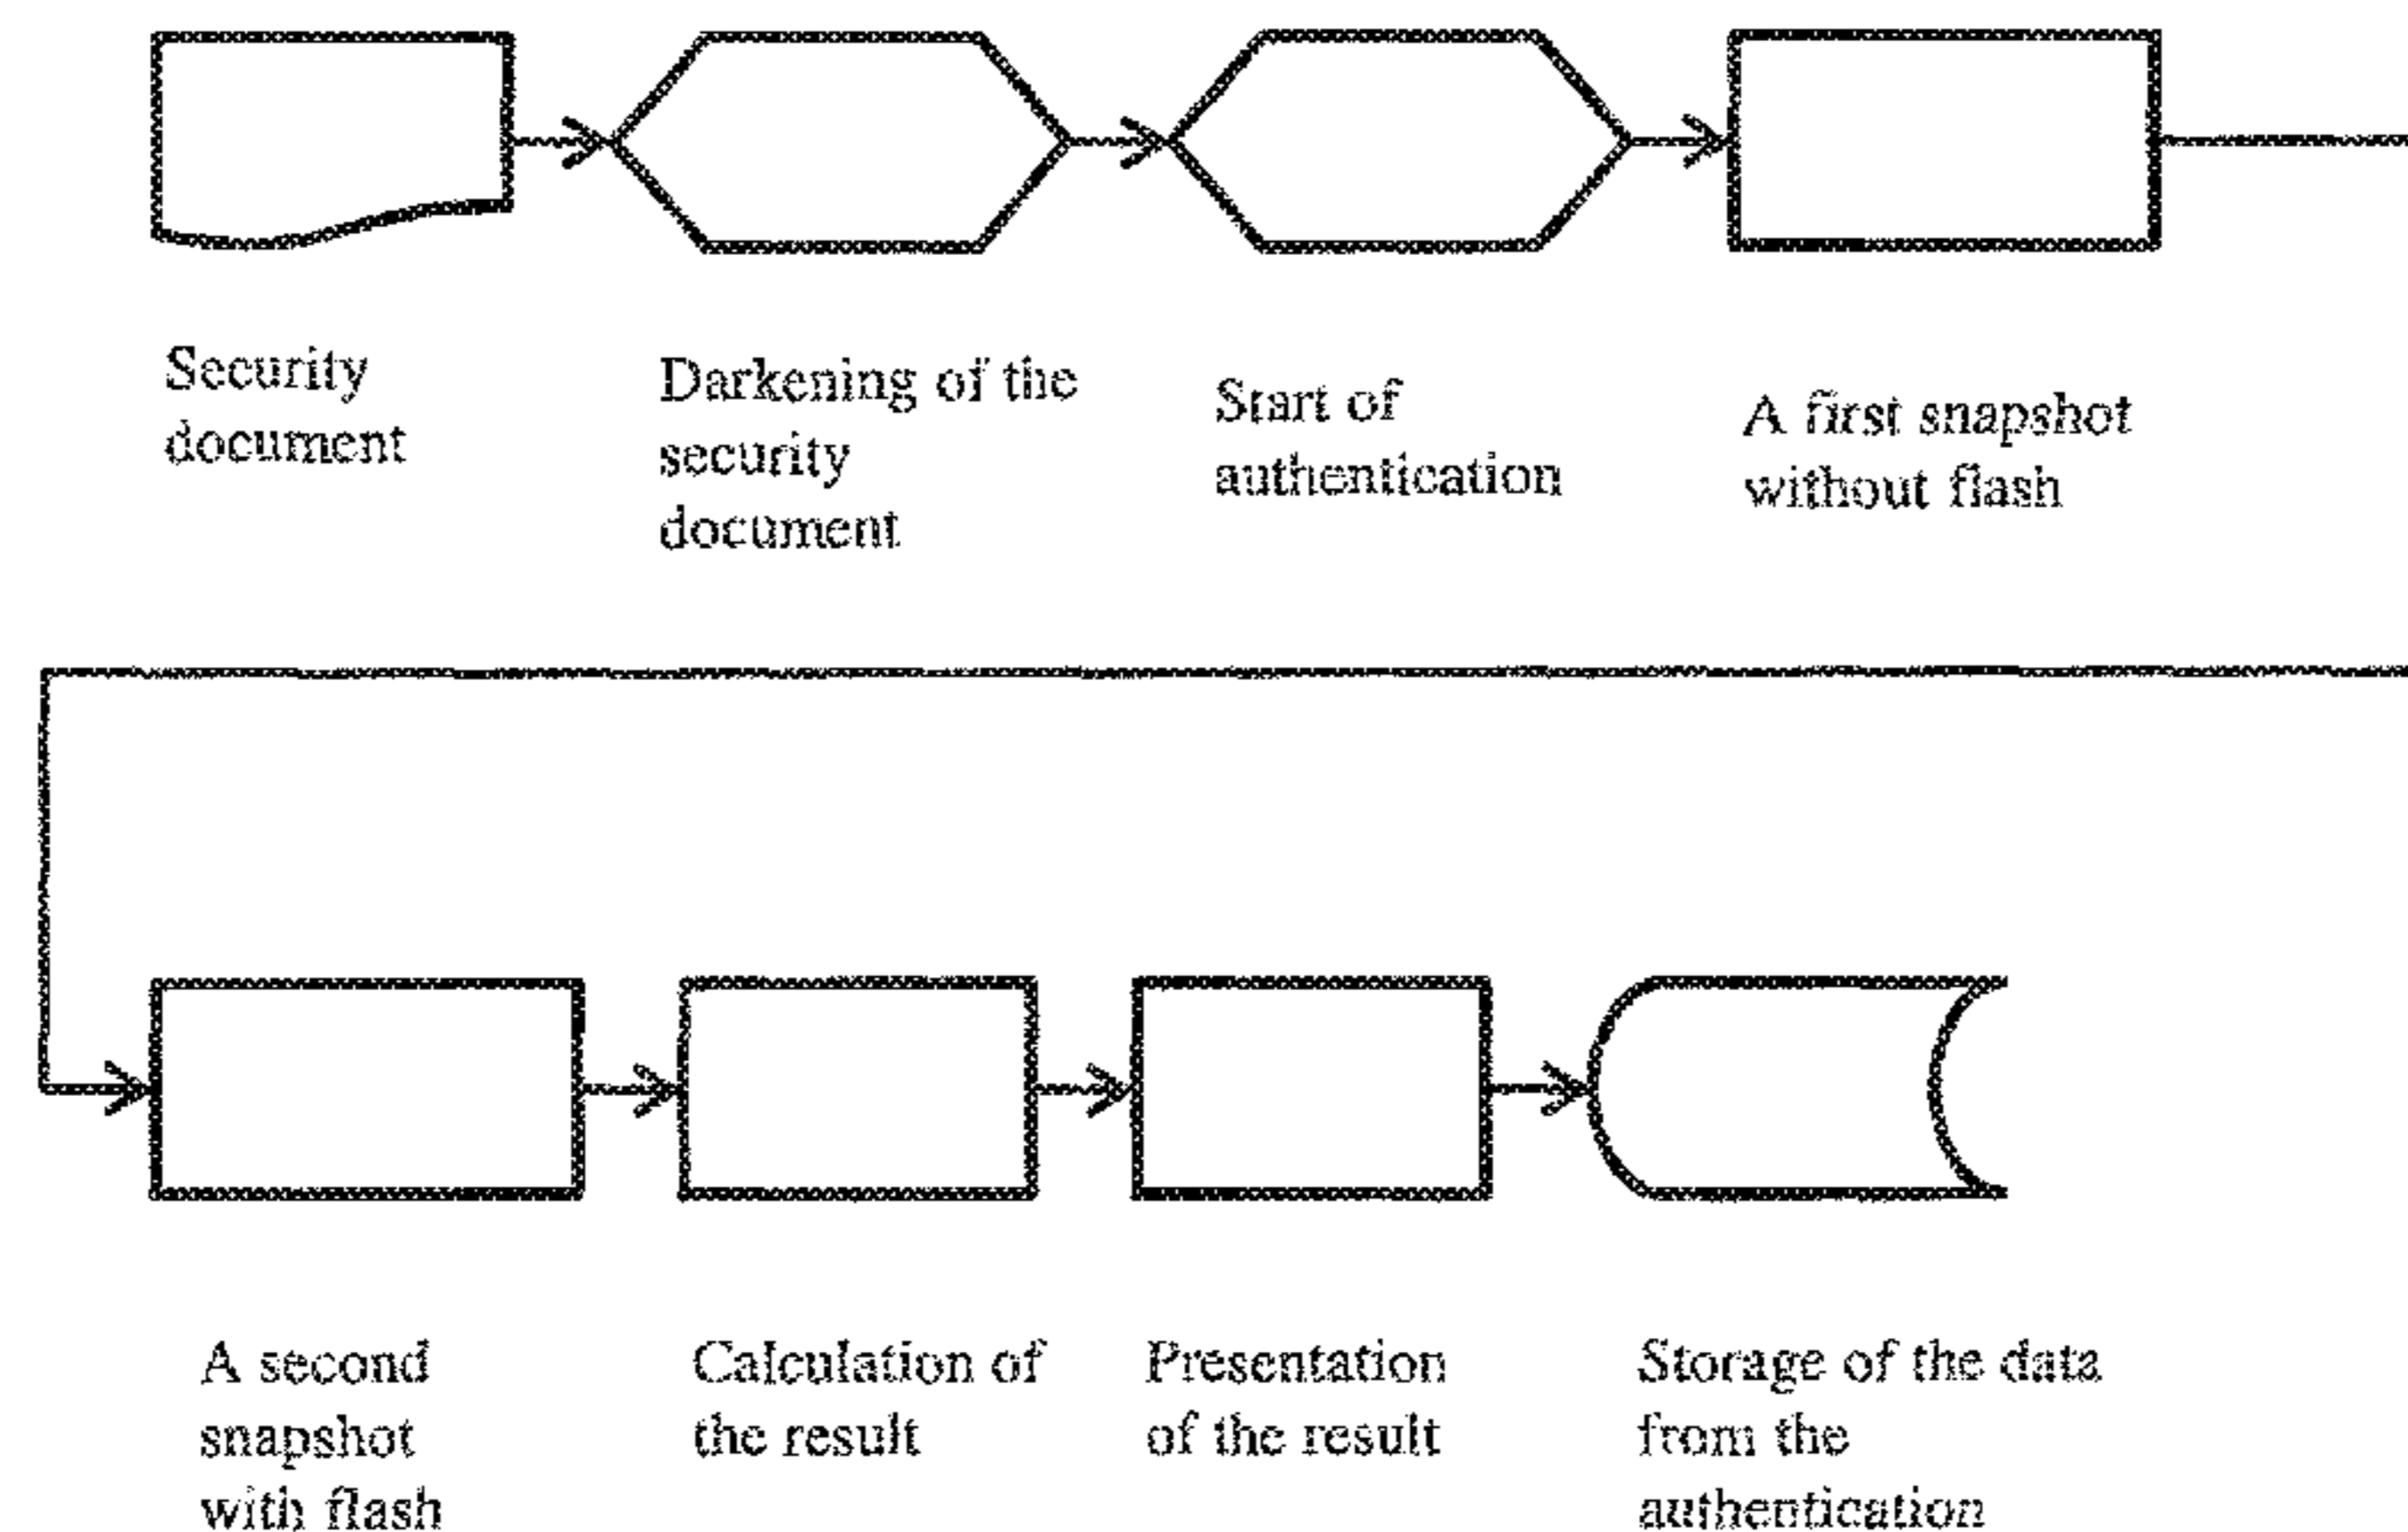 Security
document
Darkening of the
security
document
Start of
authentication
A first snapshot
without flash
A second
snapshot
with flash
Calculation of
the result
Presentation
of the result
Storage of the data
from the
authentication